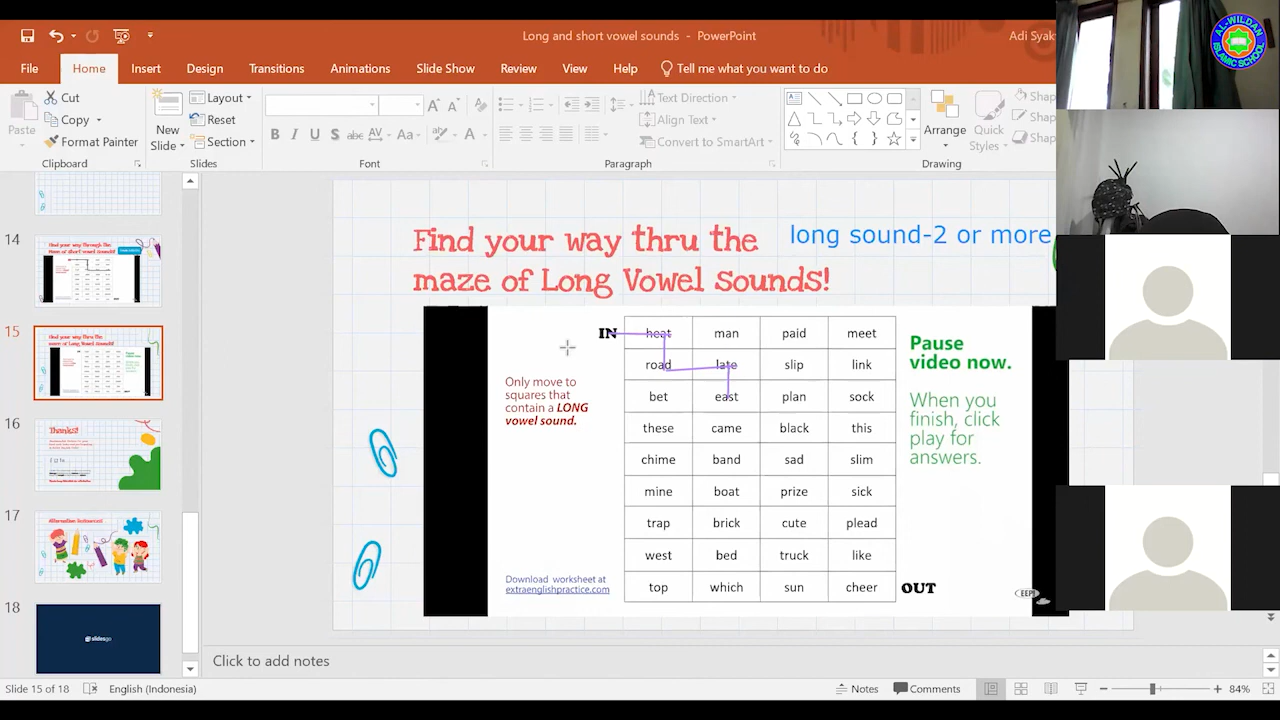 Long and short vowel sounds - PowerPoint
Adi Syak
File Home Insert Design Transitions Animations Slide Show Review View Help Tell me what you want to do
Paste
Cut
Copy
Format Painter
Clipboard
New
Slide
Layout
Reset
Section
Slides
Font
Text Direction
Align Text
Convert to SmartArt
Paragraph
Arrange
Quick
Styles
Drawing
AL-WILDAN
ISLAMIC SCHOOL
14
15
16
Thanks!
17
18
slidesgo
Find your way thru the
maze of Long Vowel Sounds!
long sound-2 or more
IN
Only move to
squares that
contain a LONG
vowel sound.
heat man paid meet
road late slip link
bet east plan sock
these came black this
chime band sad slim
mine boat prize sick
trap brick cute plead
west bed truck like
top which sun cheer
OUT
Pause
video now.
When you
finish, click
play for
answers.
Download worksheet at
extraenglishpractice.com
EEPI
Click to add notes
Slide 15 of 18 English (Indonesia) Notes Comments 84%